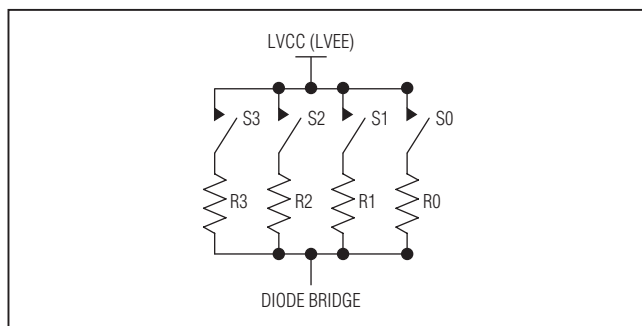 LVCC (LVEE)
S3 S2 S1 S0
R3 R2 R1 R0
DIODE BRIDGE